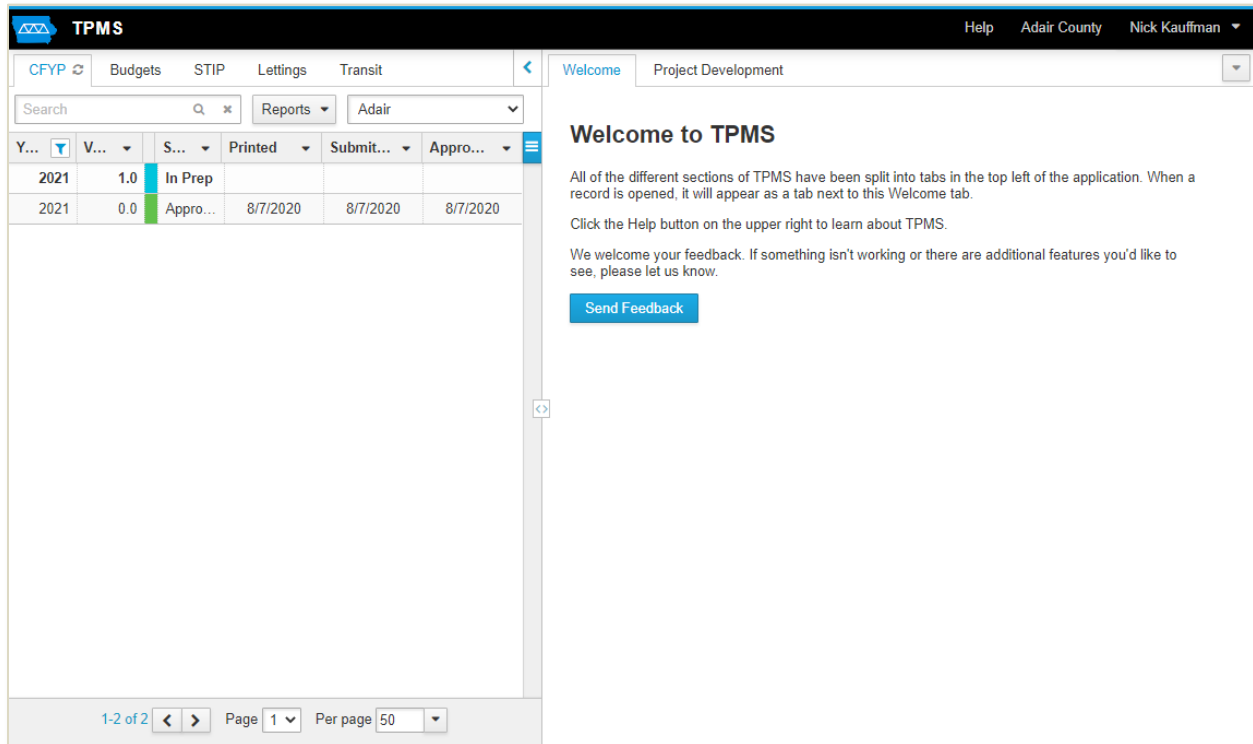 TPMS
Help Adair County Nick Kauffman
CFYP Budgets STIP Lettings Transit
Search Reports Adair
Y... V... S... Printed Submit... Appro...
2021 1.0 In Prep
2021 0.0 Appro... 8/7/2020 8/7/2020 8/7/2020
1-2 of 2 Page 1 Per page 50
Welcome Project Development
Welcome to TPMS
All of the different sections of TPMS have been split into tabs in the top left of the application. When a
record is opened, it will appear as a tab next to this Welcome tab.
Click the Help button on the upper right to learn about TPMS.
We welcome your feedback. If something isn't working or there are additional features you'd like to
see, please let us know.
Send Feedback